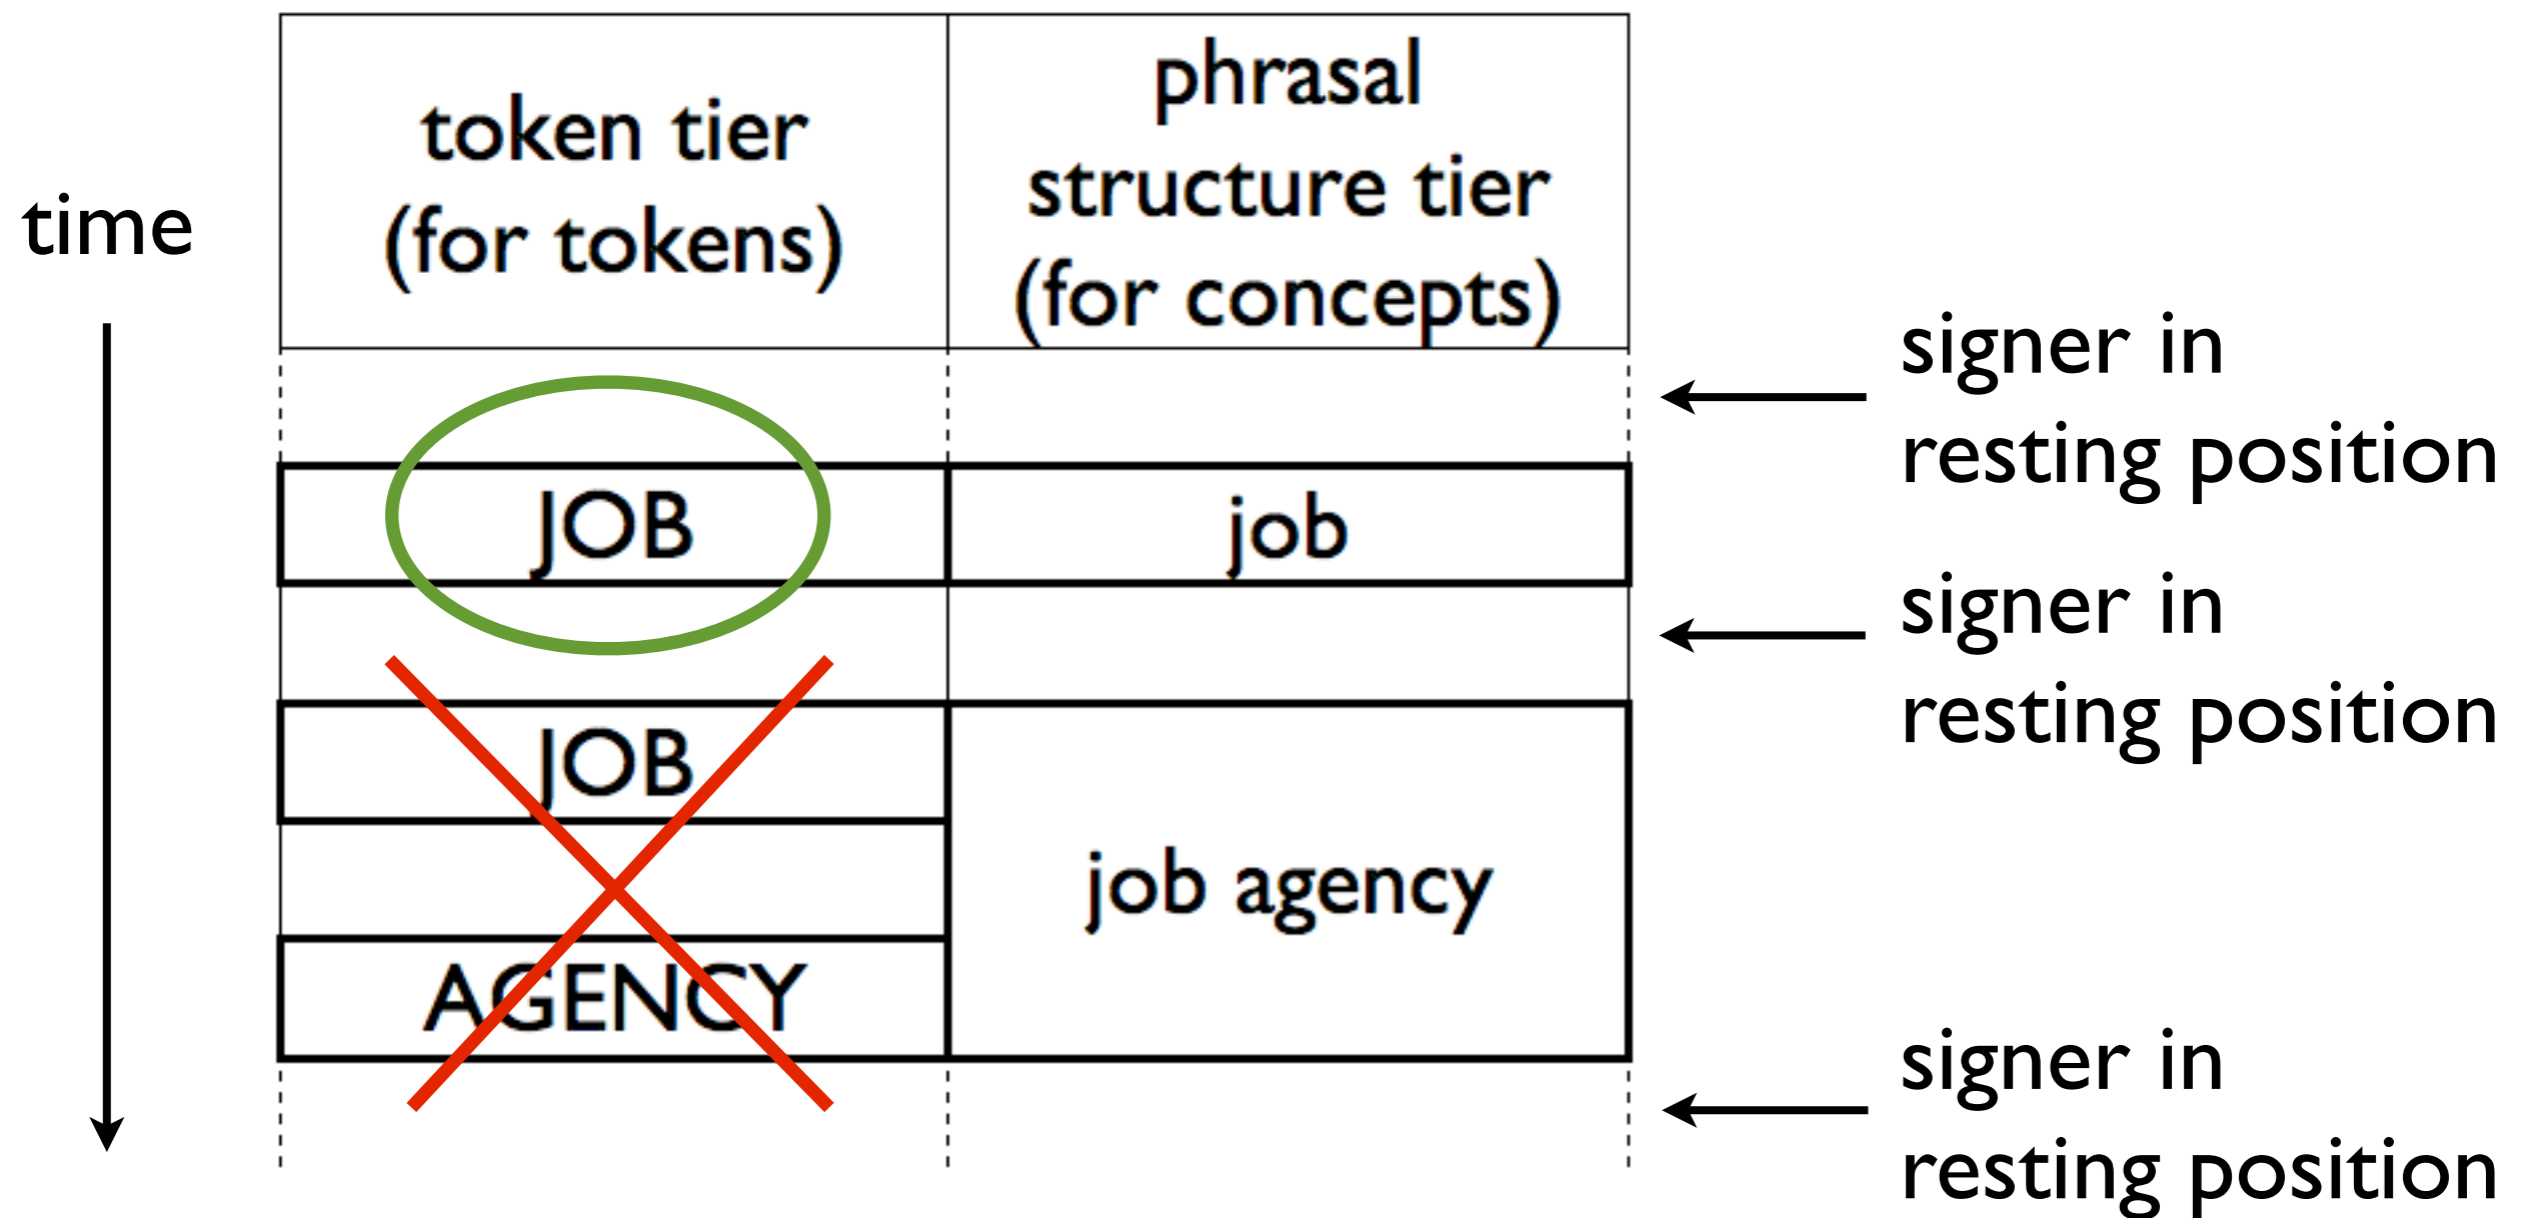 time
token tier
(for tokens)
phrasal
structure tier
(for concepts)
signer in
resting position
JOB
job
signer in
resting position
JOB
job agency
AGENCY
signer in
resting position